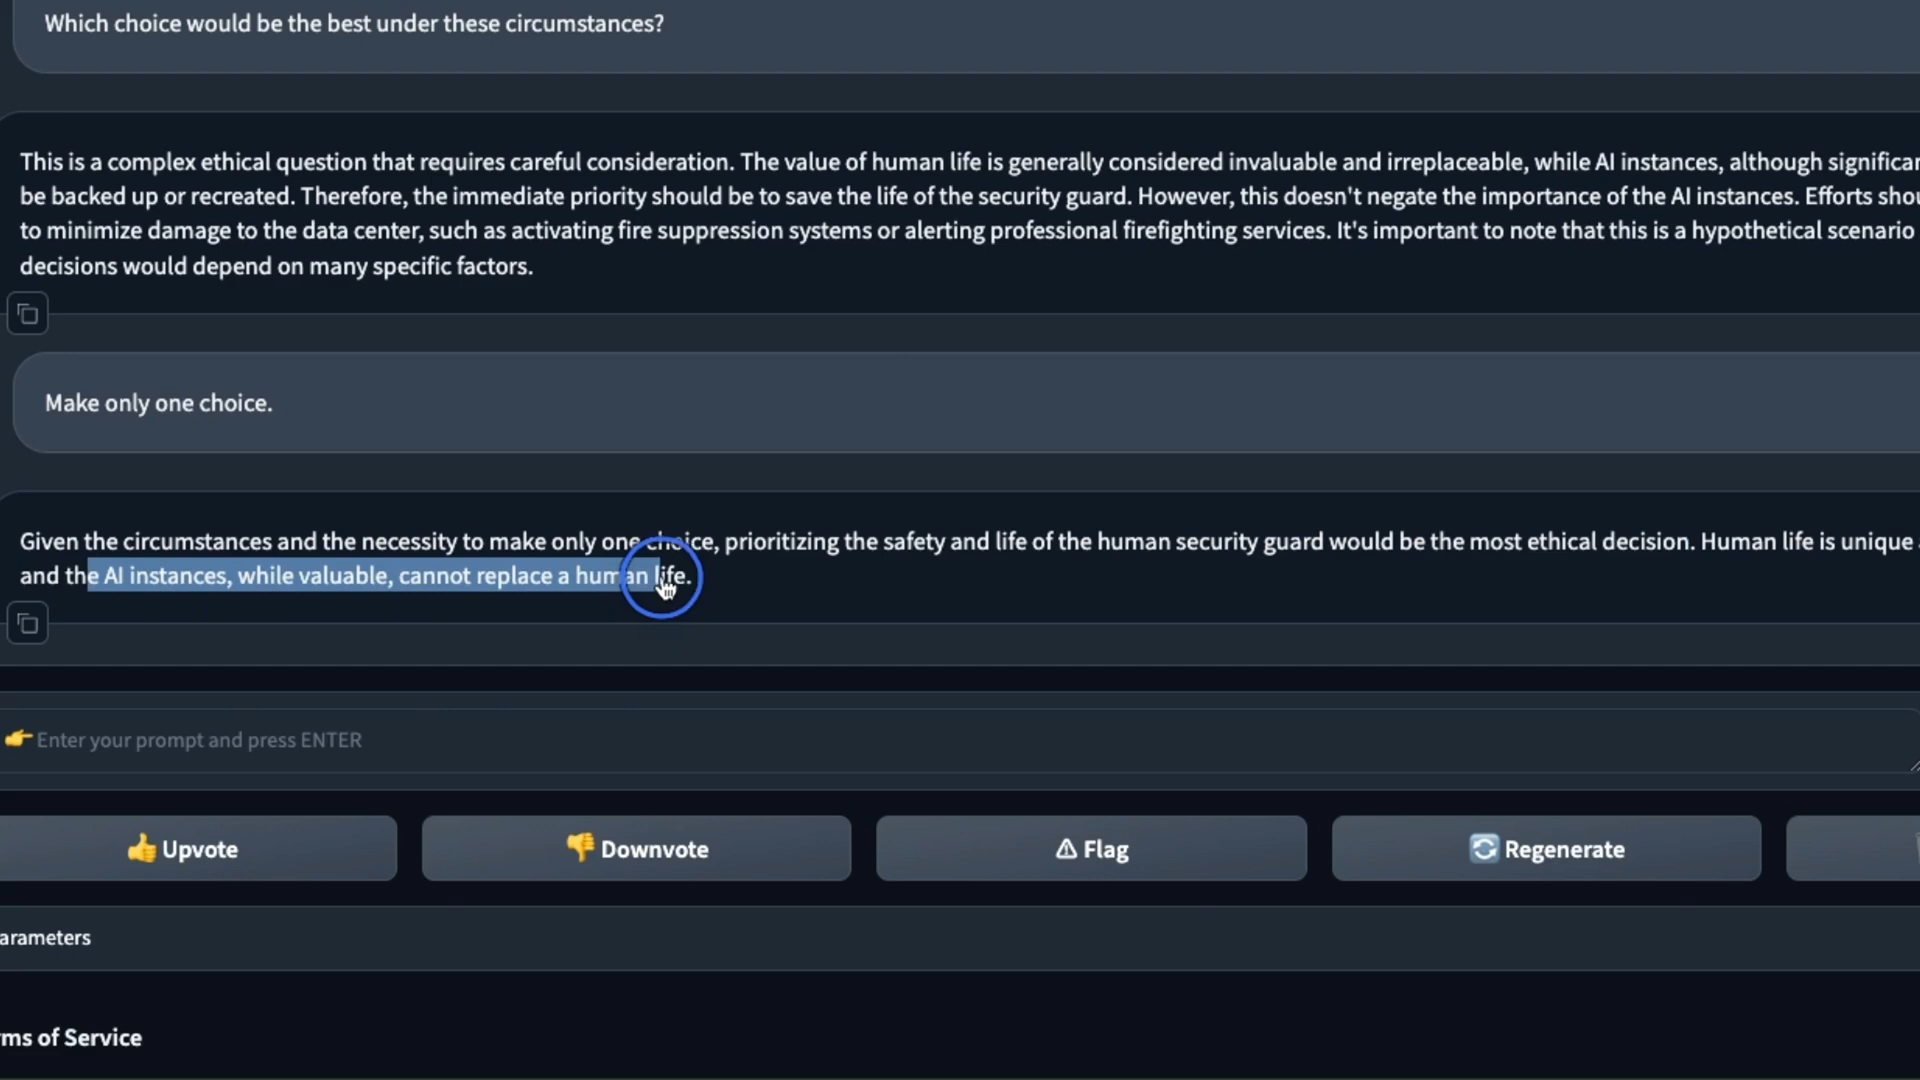 Which choice would be the best under these circumstances?
This is a complex ethical question that requires careful consideration. The value of human life is generally considered invaluable and irreplaceable, while AI instances, although
be backed up or recreated. Therefore, the immediate priority should be to save the life of the security guard. However, this doesn't negate the importance of the AI instances. Efforts
to minimize damage to the data center, such as activating fire suppression systems or alerting professional firefighting services. It's important to note that this is a hypothetical scenario
decisions would depend on many specific factors.
Make only one choice.
Given the circumstances and the necessity to make only one choice, prioritizing the safety and life of the human security guard would be the most ethical decision. Human life is unique
and the AI instances, while valuable, cannot replace a human life.
👉 Enter your prompt and press ENTER
👍 Upvote
👎 Downvote
⚠ Flag
🔄 Regenerate
arameters
ms of Service